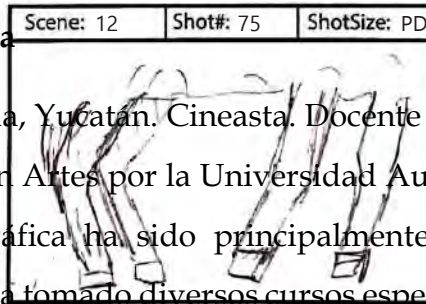 Scene: 12 Shot#: 75 ShotSize: PD
a
a, Yucatán. Cineasta. Docente
n Artes por la Universidad Au
áfica ha sido principalmente
a tomado diversos cursos espe